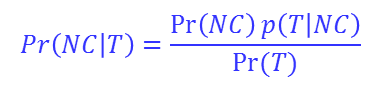 Pr(NC|T) = Pr(NC) p(T|NC) / Pr(T)